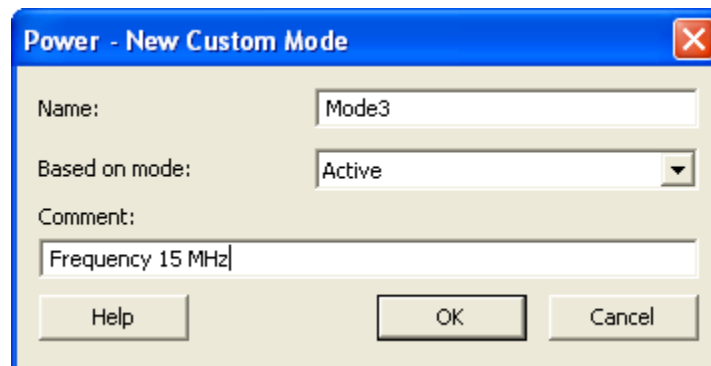 Power - New Custom Mode
Name: Mode3
Based on mode: Active
Comment:
Frequency 15 MHz
Help OK Cancel